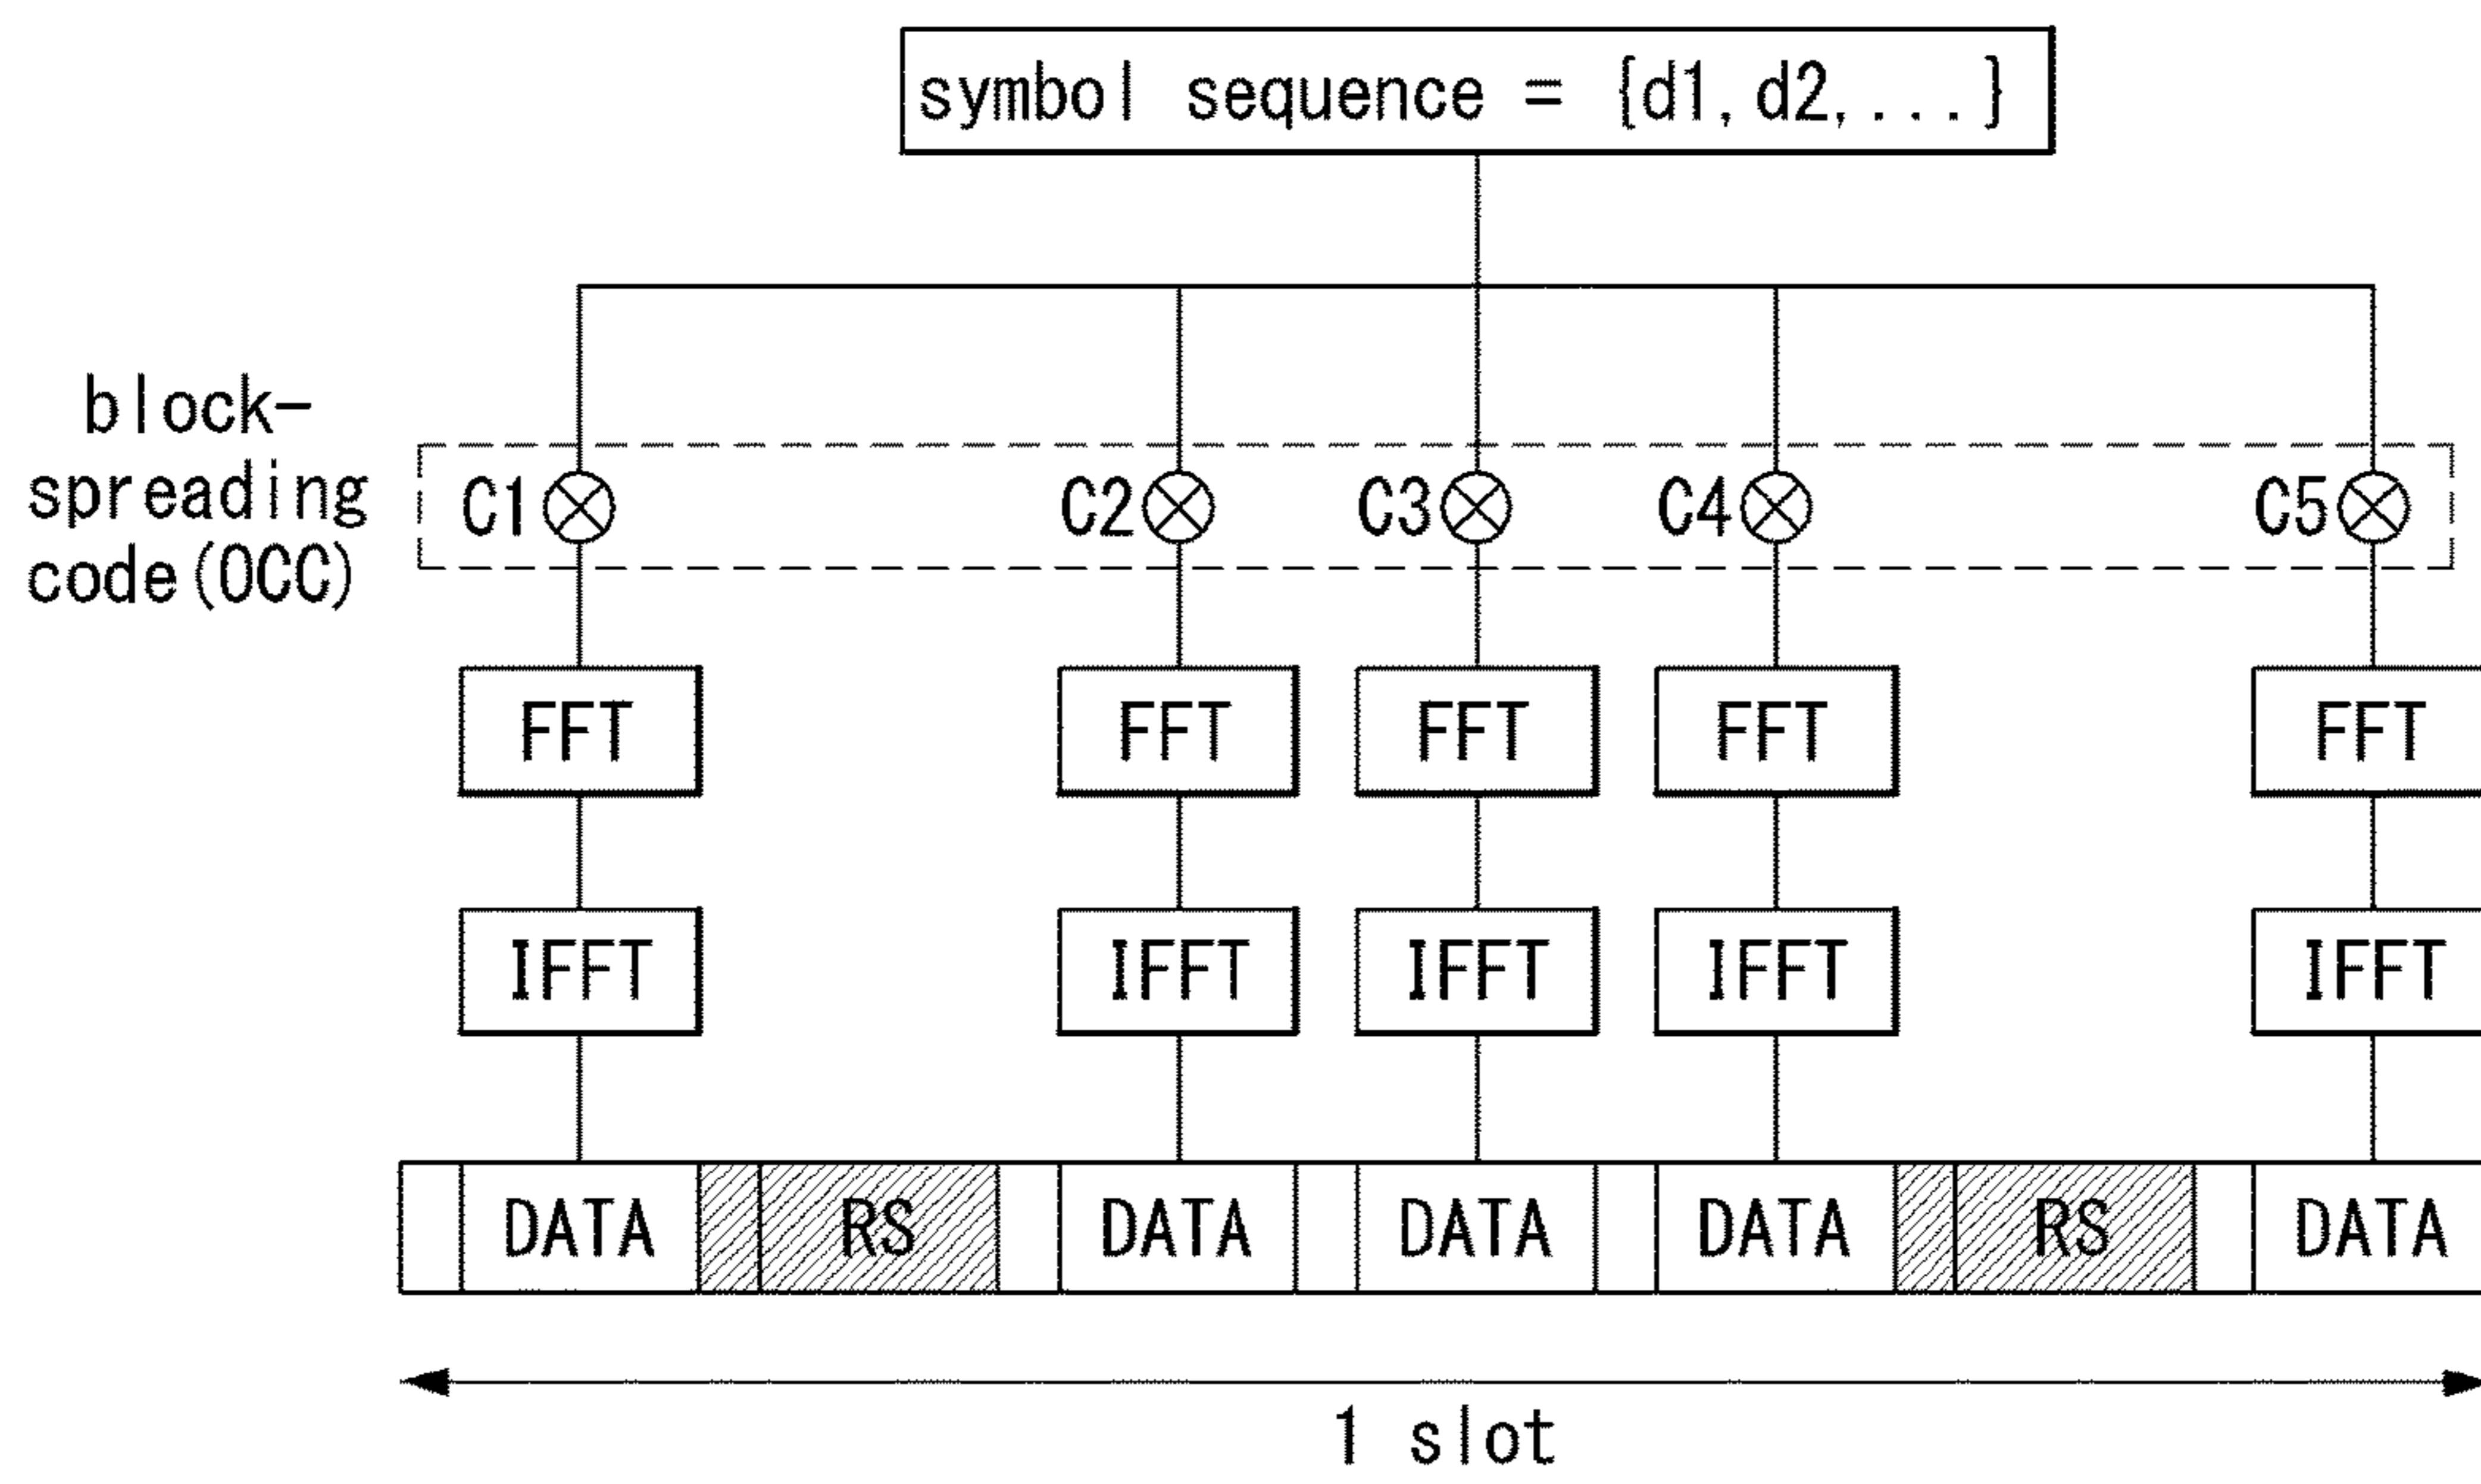 symbol sequence = {d1, d2, ...}
block-
spreading
code(OCC)
C1 C2 C3 C4 C5
FFT FFT FFT FFT FFT
IFFT IFFT IFFT IFFT IFFT
DATA RS DATA DATA DATA RS DATA
1 slot